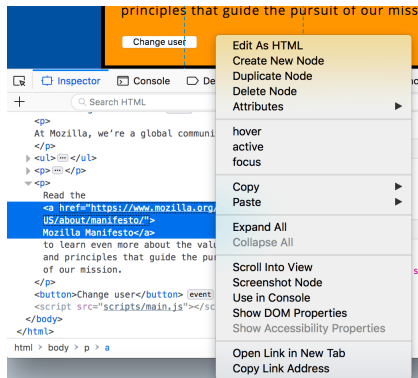 principles that guide the pursuit of our miss
Change user
Inspector
Console
De
Search HTML
<p>
At Mozilla, we're a global communi
</p>
<ul> ⋯ </ul>
<p> ⋯ </p>
<p>
Read the
<a href="https://www.mozilla.org/
US/about/manifesto/">
Mozilla Manifesto</a>
to learn even more about the valu
and principles that guide the pur
of our mission.
</p>
<button>Change user</button> event
<script src="scripts/main.js"></sc
</body>
</html>
html > body > p > a
Edit As HTML
Create New Node
Duplicate Node
Delete Node
Attributes
hover
active
focus
Copy
Paste
Expand All
Collapse All
Scroll Into View
Screenshot Node
Use in Console
Show DOM Properties
Show Accessibility Properties
Open Link in New Tab
Copy Link Address